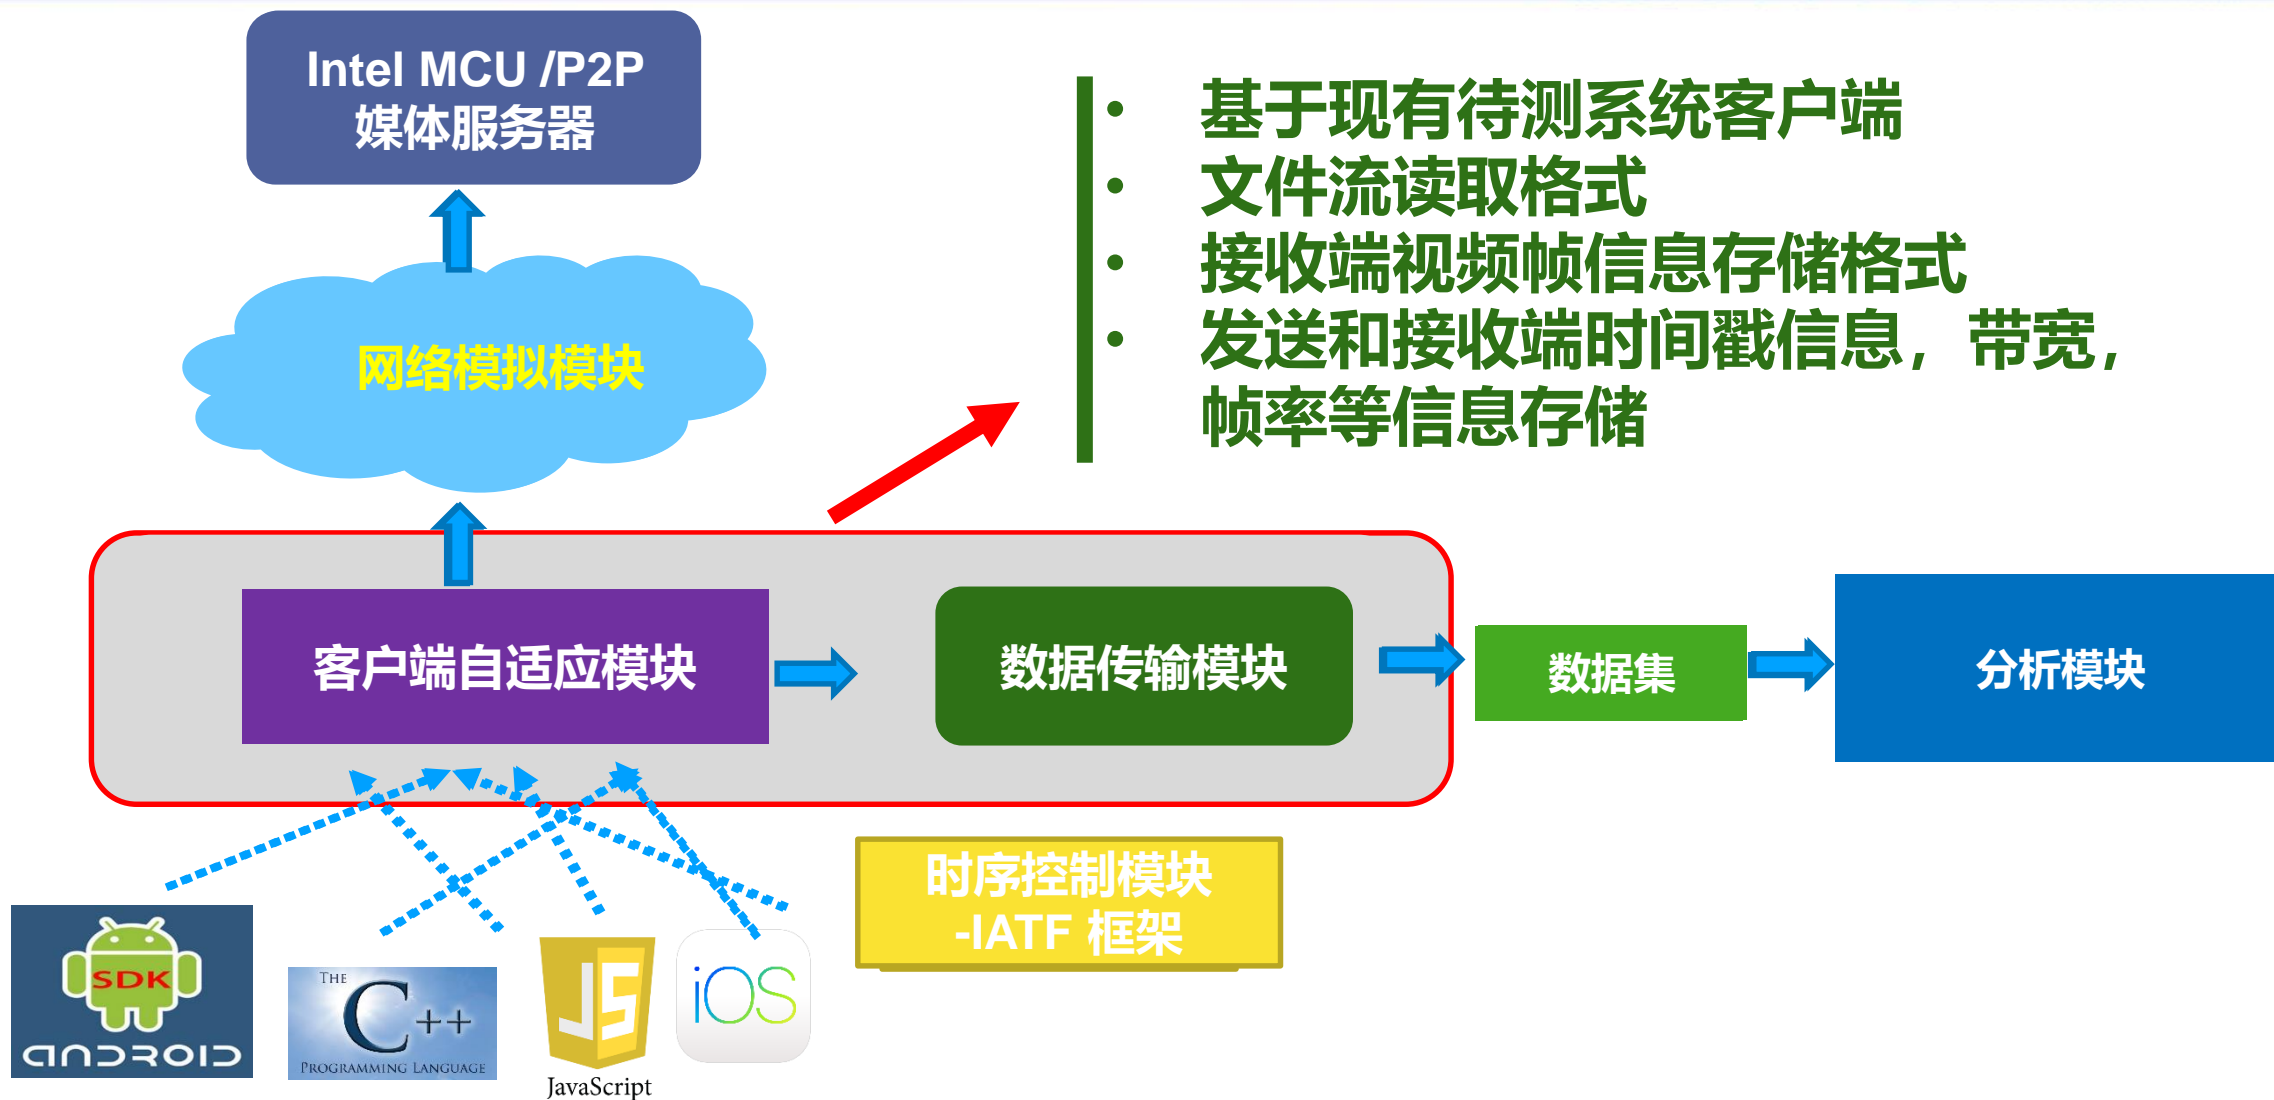 Intel MCU /P2P
媒体服务器
网络模拟模块
• 基于现有待测系统客户端
• 文件流读取格式
• 接收端视频帧信息存储格式
• 发送和接收端时间戳信息，带宽，
帧率等信息存储
客户端自适应模块
数据传输模块
数据集
分析模块
时序控制模块
-IATF 框架
SDK
ANDROID
THE
C++
PROGRAMMING LANGUAGE
JS
JavaScript
iOS